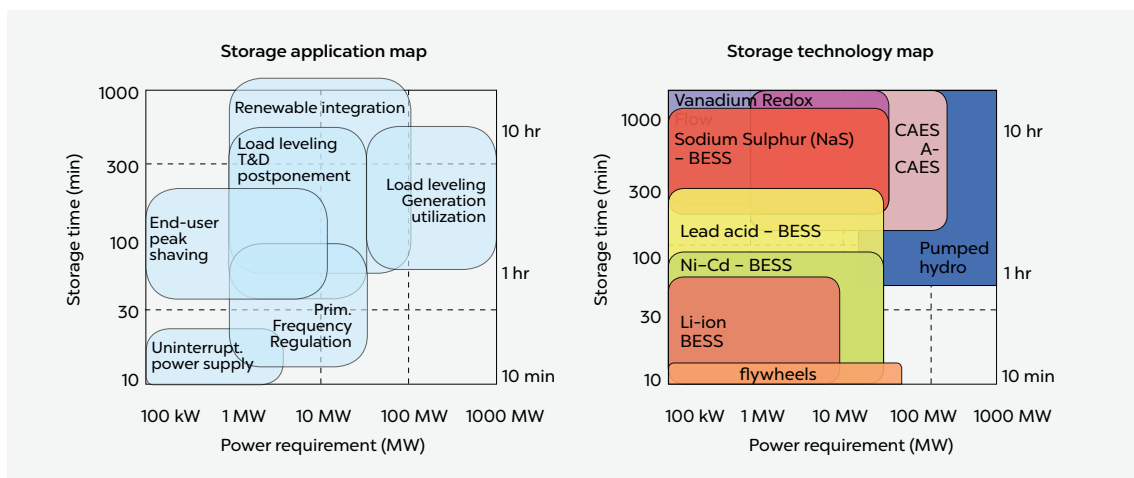 Storage application map
Storage time (min)
1000
300
100
30
10
10 hr
1 hr
10 min
Renewable integration
Load leveling
T&D
postponement
Load leveling
Generation
utilization
End-user
peak
shaving
Prim.
Frequency
Regulation
Uninterrupt.
power supply
100 kW
1 MW
10 MW
100 MW
1000 MW
Power requirement (MW)
Storage technology map
Storage time (min)
1000
300
100
30
10
10 hr
1 hr
10 min
Vanadium Redox
Flow
Sodium Sulphur (NaS)
– BESS
CAES
A-
CAES
Lead acid – BESS
Pumped
hydro
Ni–Cd – BESS
Li-ion
BESS
flywheels
100 kW
1 MW
10 MW
100 MW
1000 MW
Power requirement (MW)